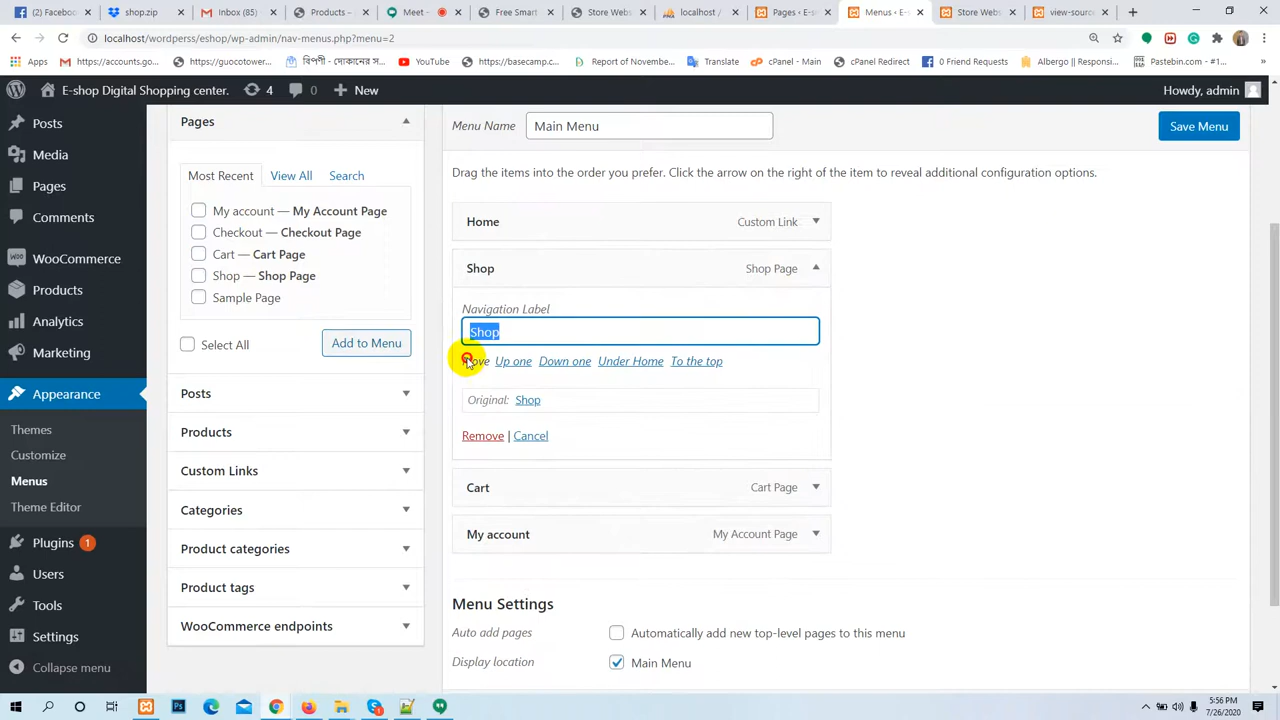 (2) Facebook
shop.zip
Inbox (85)
Products –
Meet –
Free Smart
Store Web
localhost /
Pages ‹ E-s
Menus ‹ E-
Store Webs
view-sourc
localhost/wordperss/eshop/wp-admin/nav-menus.php?menu=2
Apps
https://accounts.go...
https://guocotower...
বিপণী - দোকানের স...
YouTube
https://basecamp.c...
Report of Novembe...
Translate
cPanel - Main
cPanel Redirect
0 Friend Requests
Albergo || Respons...
Pastebin.com - #1...
E-shop Digital Shopping center.
4
0
New
Howdy, admin
Posts
Media
Pages
Comments
WooCommerce
Products
Analytics
Marketing
Appearance
Themes
Customize
Menus
Theme Editor
Plugins 1
Users
Tools
Settings
Collapse menu
Pages
Most Recent View All Search
My account — My Account Page
Checkout — Checkout Page
Cart — Cart Page
Shop — Shop Page
Sample Page
Select All
Add to Menu
Posts
Products
Custom Links
Categories
Product categories
Product tags
WooCommerce endpoints
Menu Name Main Menu
Save Menu
Drag the items into the order you prefer. Click the arrow on the right of the item to reveal additional configuration options.
Home Custom Link
Shop Shop Page
Navigation Label
Shop
Move Up one Down one Under Home To the top
Original: Shop
Remove | Cancel
Cart Cart Page
My account My Account Page
Menu Settings
Auto add pages Automatically add new top-level pages to this menu
Display location Main Menu
5:56 PM
7/26/2020